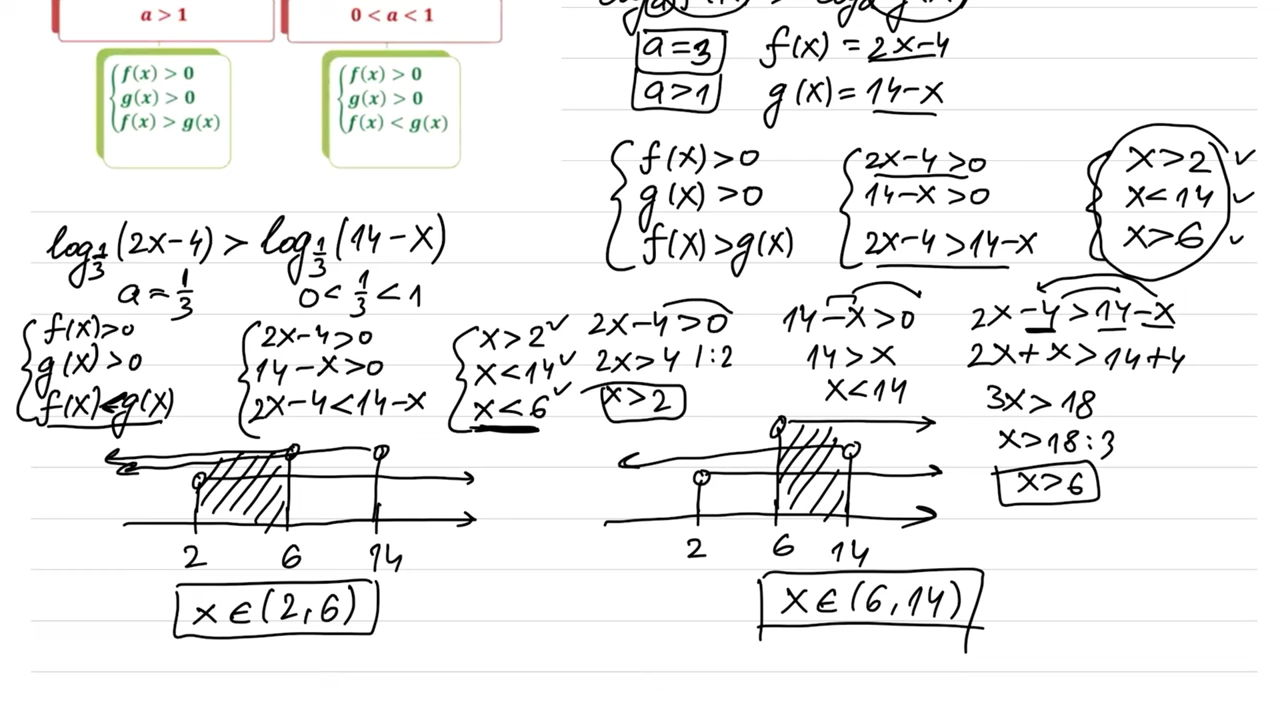 a > 1
0 < a < 1
f(x) > 0
g(x) > 0
f(x) > g(x)
f(x) > 0
g(x) > 0
f(x) < g(x)
a=3 f(x) = 2x-4
a>1 g(x) = 14-x
f(x)>0 2x-4>0 x>2 ✓
g(x)>0 14-x>0 x<14 ✓
f(x)>g(x) 2x-4>14-x x>6 ✓
log 1/3 (2x-4) > log 1/3 (14-x)
a = 1/3 0 < 1/3 < 1
f(x)>0 2x-4>0 x>2 ✓
g(x)>0 14-x>0 x<14 ✓
f(x)<g(x) 2x-4<14-x x<6 ✓
2x-4>0 14-x>0 2x-4>14-x
2x>4 /:2 14>x 2x+x>14+4
x>2 x<14 3x>18
x>18:3
x>6
2 6 14
2 6 14
x∈(2,6)
x∈(6,14)